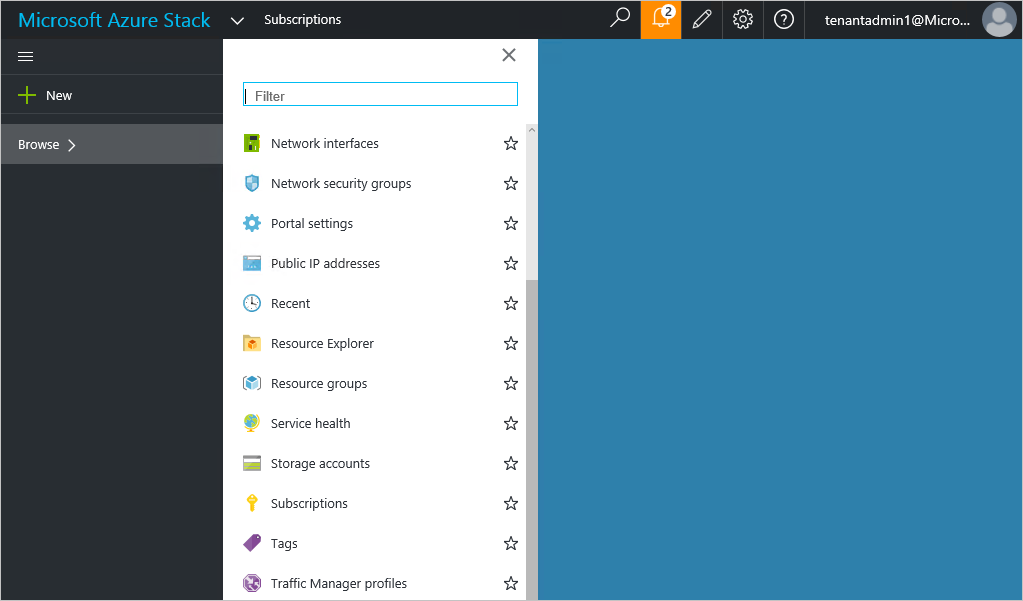 Microsoft Azure Stack Subscriptions 2 tenantadmin1@Micro...
New
Browse
Filter
Network interfaces
Network security groups
Portal settings
Public IP addresses
Recent
Resource Explorer
Resource groups
Service health
Storage accounts
Subscriptions
Tags
Traffic Manager profiles